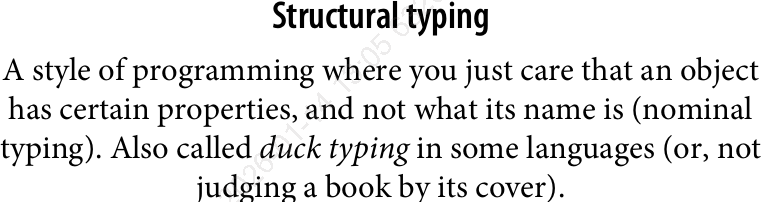 Structural typing
A style of programming where you just care that an object
has certain properties, and not what its name is (nominal
typing). Also called duck typing in some languages (or, not
judging a book by its cover).